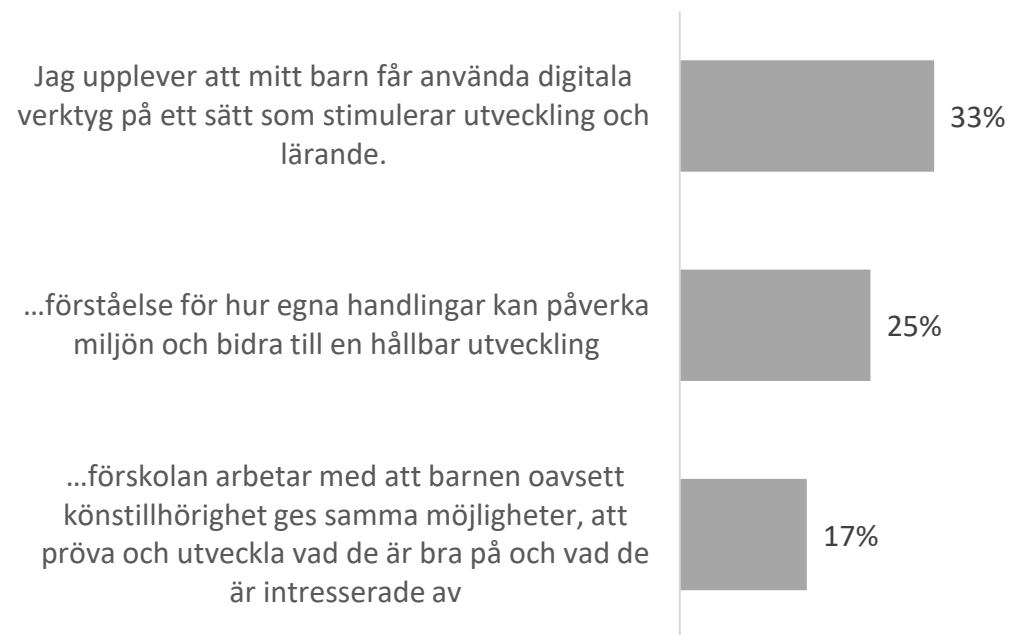 Jag upplever att mitt barn får använda digitala
verktyg på ett sätt som stimulerar utveckling och
lärande.
33%
…förståelse för hur egna handlingar kan påverka
miljön och bidra till en hållbar utveckling
25%
…förskolan arbetar med att barnen oavsett
könstillhörighet ges samma möjligheter, att
pröva och utveckla vad de är bra på och vad de
är intresserade av
17%